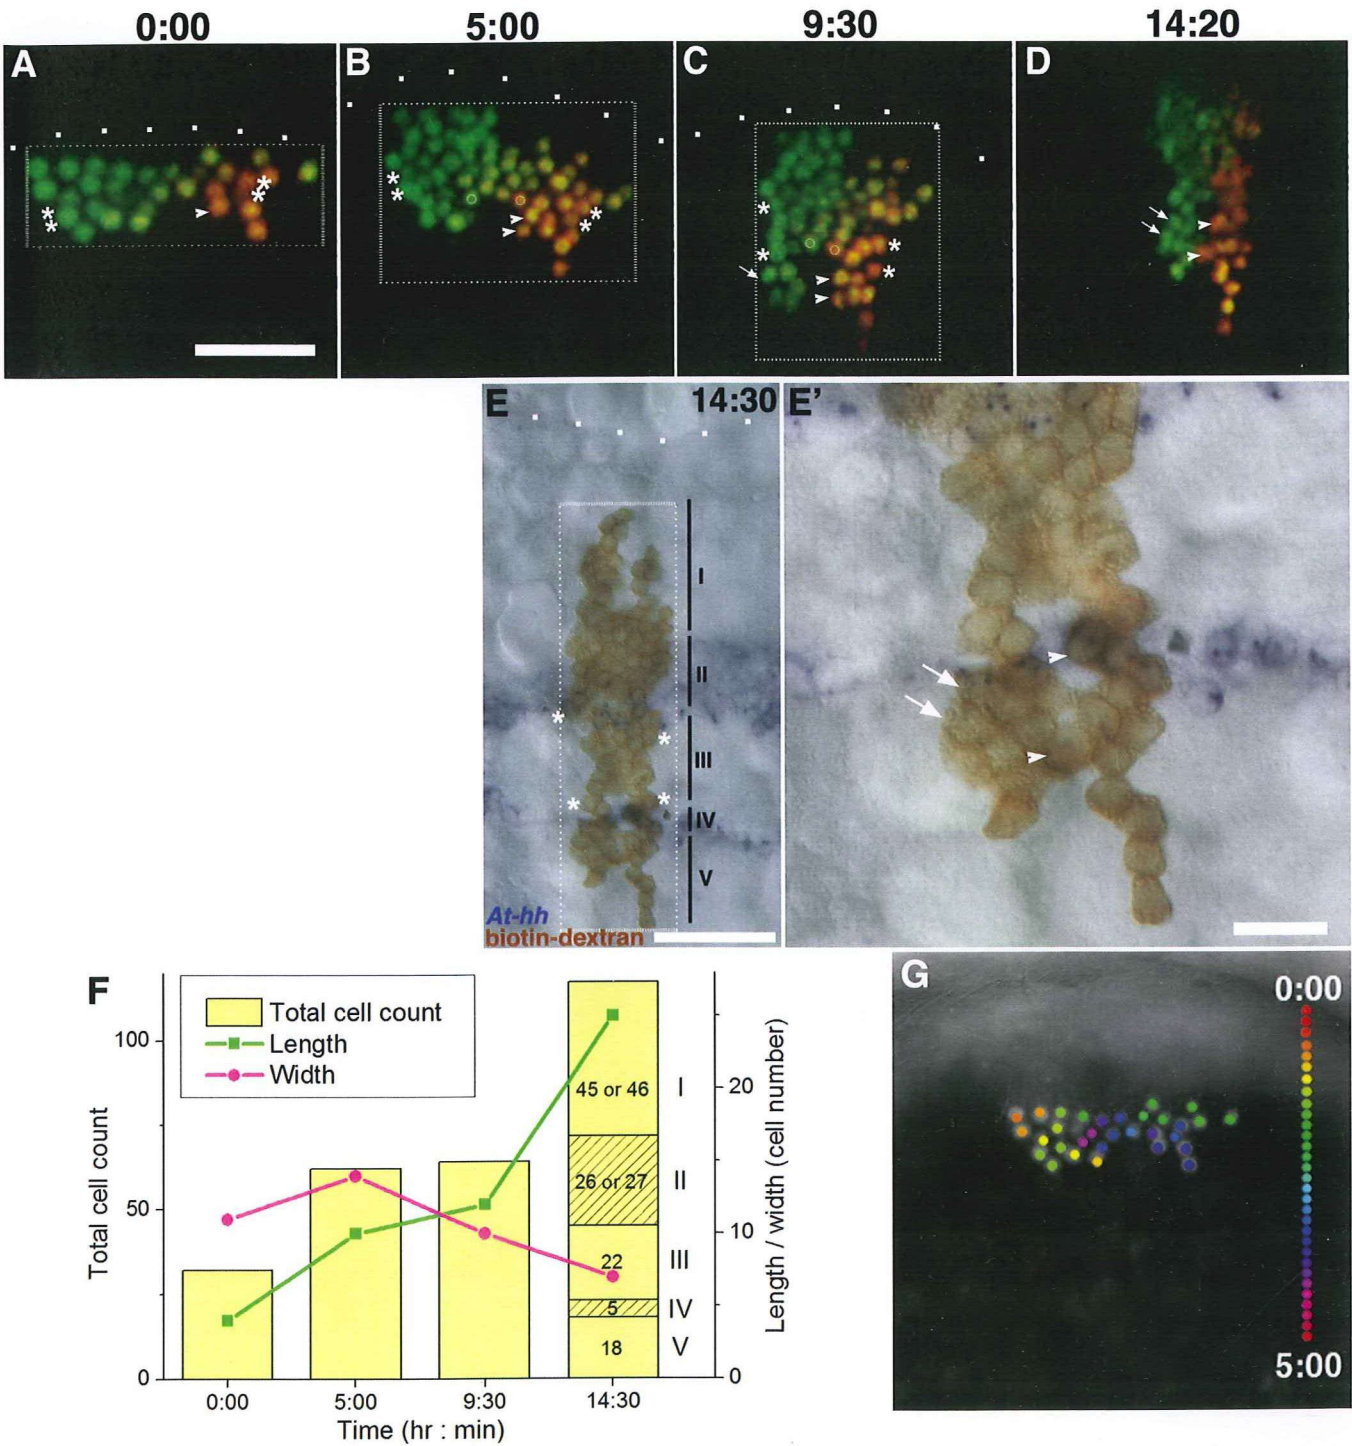 0:00 5:00 9:30 14:20
A B C D
E 14:30 E'
I
II
III
IV
V
At-hh
biotin-dextran
F
Total cell count
Length
Width
Total cell count
100
50
0
45 or 46
26 or 27
22
5
18
I
II
III
IV
V
20
10
0
Length / width (cell number)
0:00 5:00 9:30 14:30
Time (hr : min)
G
0:00
5:00